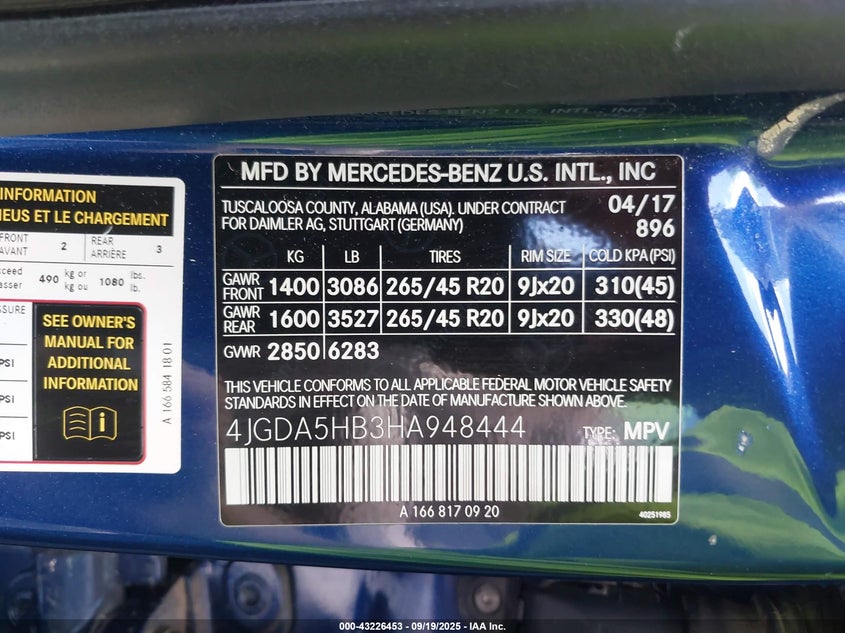 INFORMATION
NEUS ET LE CHARGEMENT
FRONT
AVANT
2
REAR
ARRIÈRE
3
490 kg or
kg ou
1080 lbs.
lb.
SEE OWNER'S
MANUAL FOR
ADDITIONAL
INFORMATION
PSI
PSI
PSI
A 166 584 18 01
MFD BY MERCEDES-BENZ U.S. INTL., INC
TUSCALOOSA COUNTY, ALABAMA (USA). UNDER CONTRACT 04/17
FOR DAIMLER AG, STUTTGART (GERMANY) 896
KG LB TIRES RIM SIZE COLD KPA (PSI)
GAWR
FRONT 1400 3086 265/45 R20 9Jx20 310(45)
GAWR
REAR 1600 3527 265/45 R20 9Jx20 330(48)
GVWR 2850 6283
THIS VEHICLE CONFORMS TO ALL APPLICABLE FEDERAL MOTOR VEHICLE SAFETY
STANDARDS IN EFFECT ON THE DATE OF MANUFACTURE SHOWN ABOVE.
4JGDA5HB3HA948444 TYPE: MPV
A 166 817 09 20
40251985
000-43226453 - 09/19/2025 - IAA Inc.